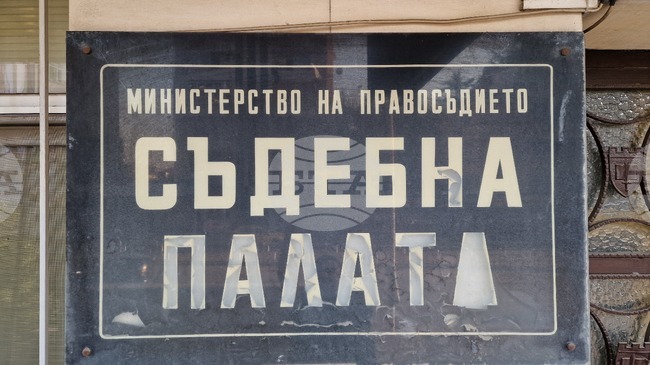 МИНИСТЕРСТВО НА ПРАВОСЪДИЕТО
СЪДЕБНА
ПАЛАТА